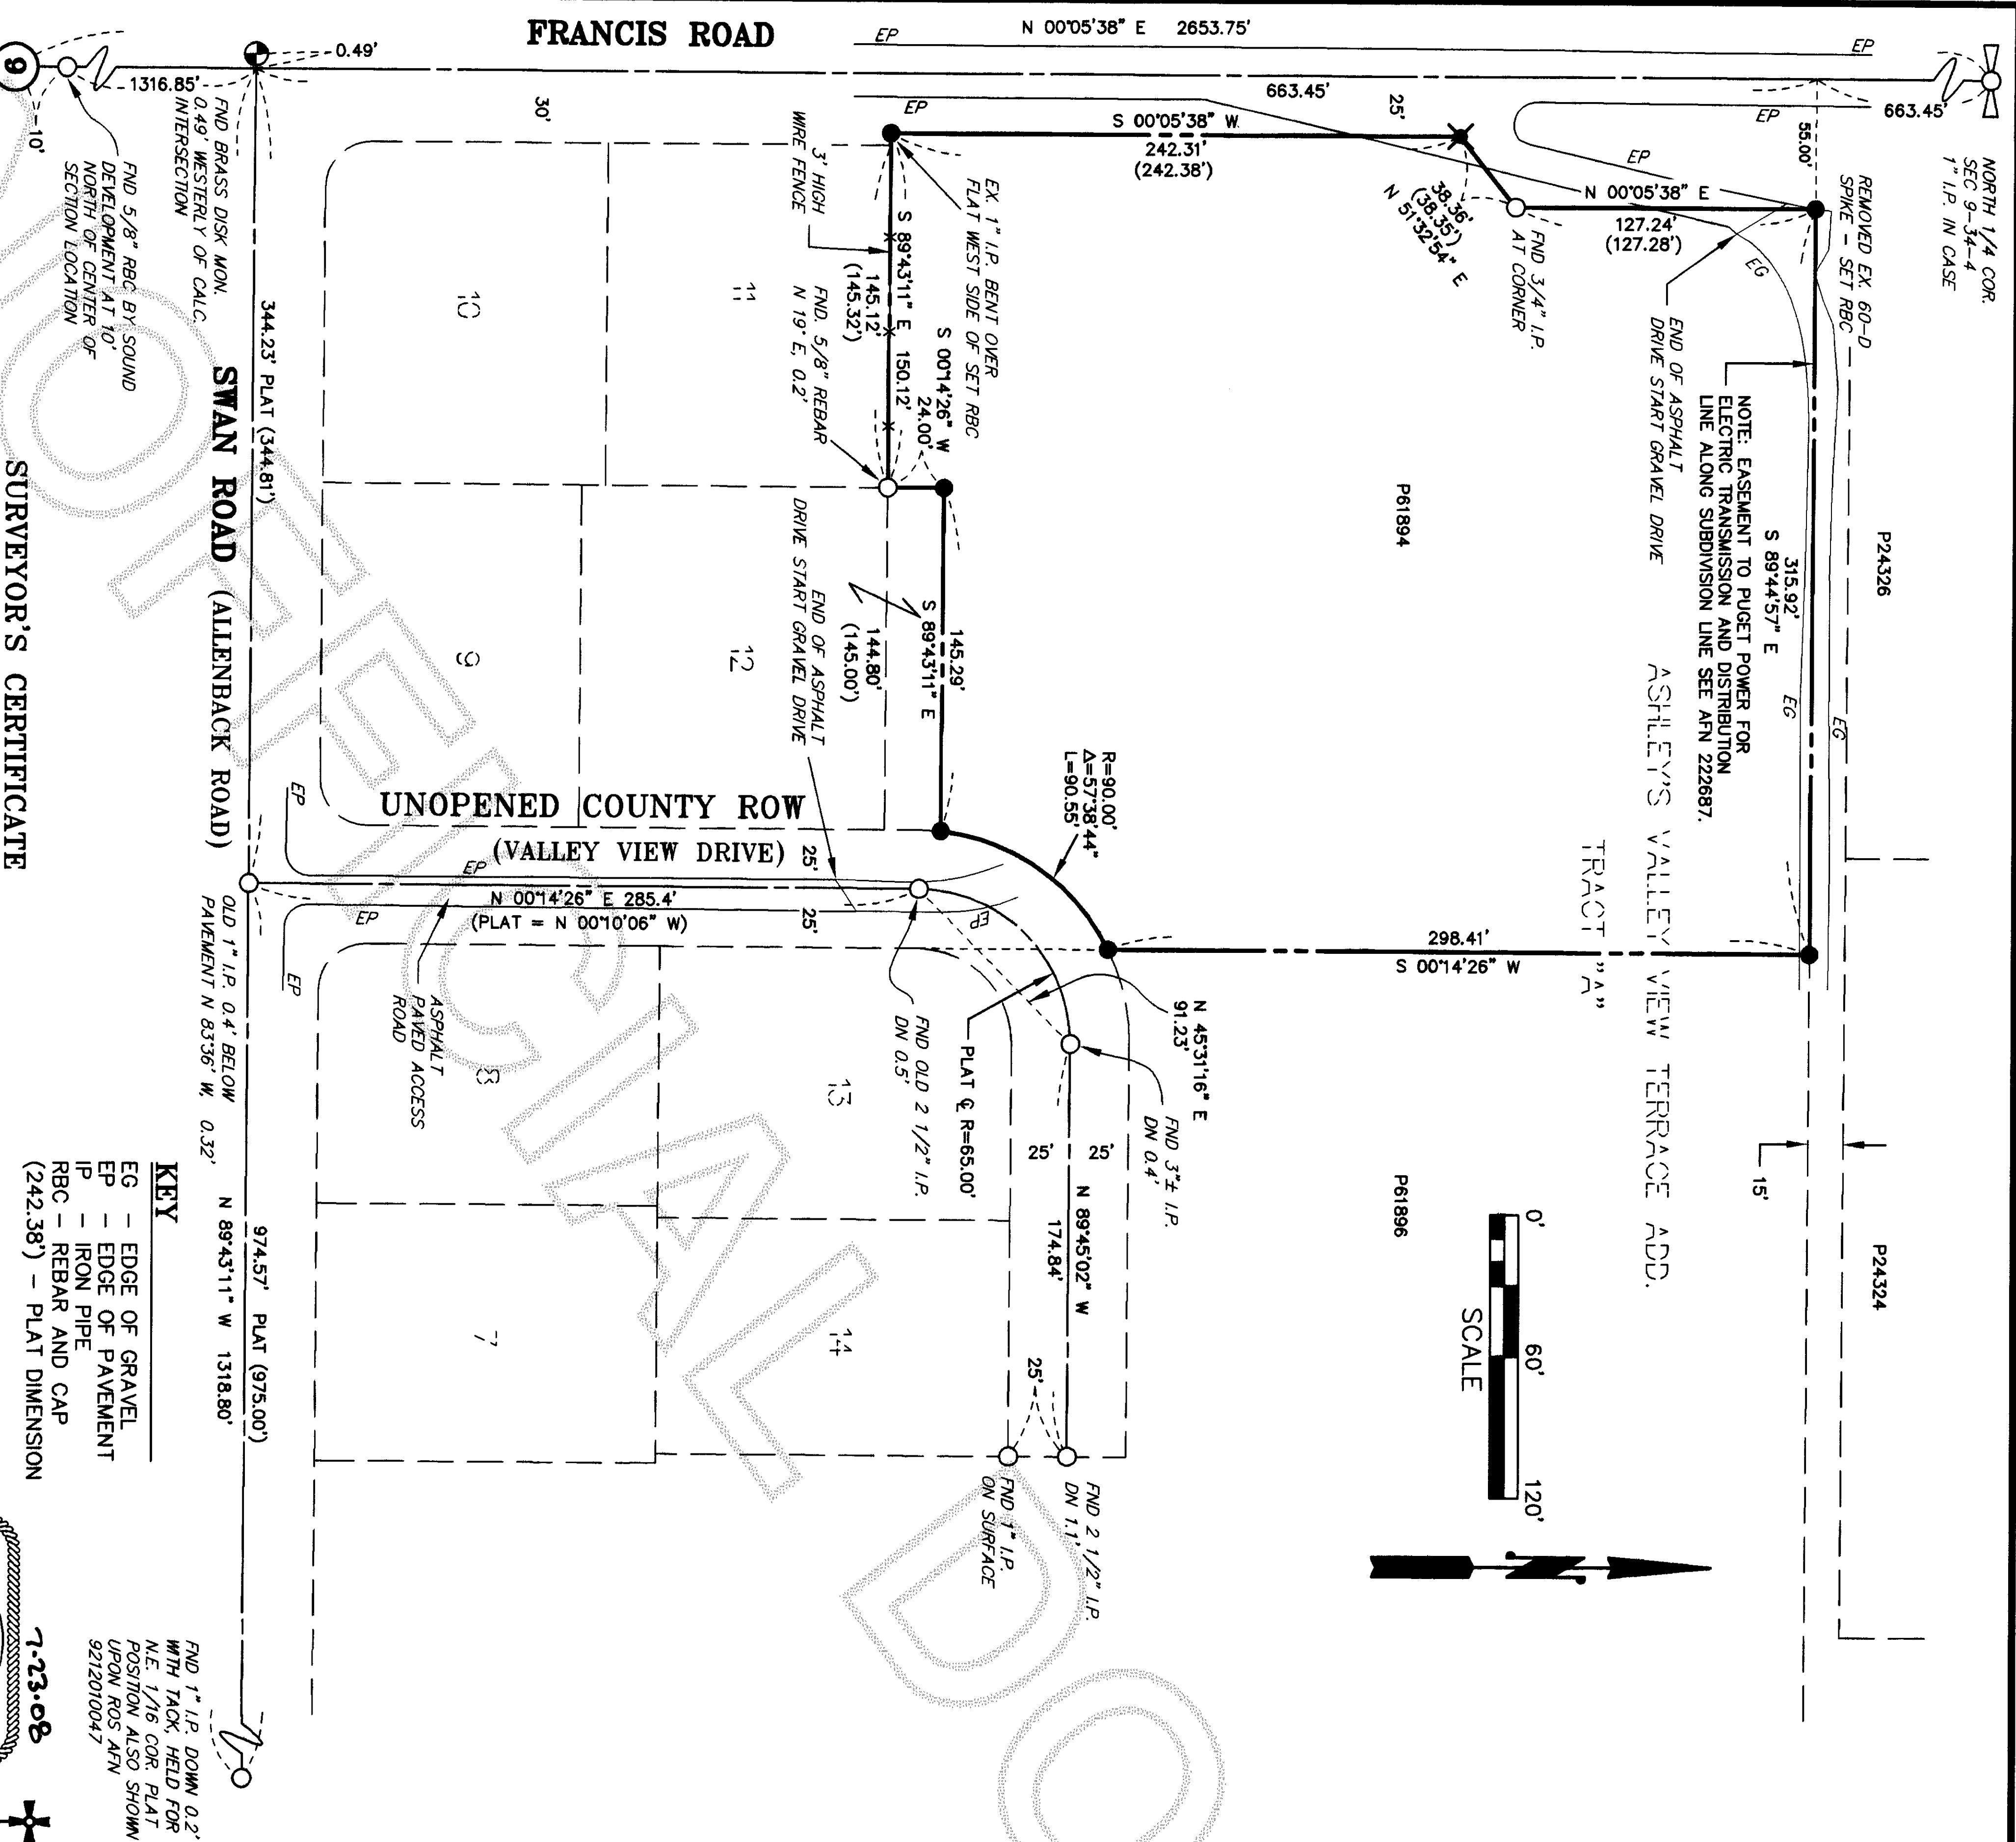 FRANCIS ROAD
N 00°05'38" E 2653.75'
EP
EP
0.49'
1316.85'
10'
9
663.45'
663.45'
EP
EP
EP
30'
25'
55.00'
NORTH 1/4 COR.
SEC 9-34-4
1" I.P. IN CASE
REMOVED EX. 60-D
SPIKE - SET RBC
S 00°05'38" W
242.31'
(242.38')
38.36'
(38.35')
N 51°32'54" E
N 00°05'38" E
127.24'
(127.28')
FND 3/4" I.P.
AT CORNER
EG
END OF ASPHALT
DRIVE START GRAVEL DRIVE
NOTE: EASEMENT TO PUGET POWER FOR
ELECTRIC TRANSMISSION AND DISTRIBUTION
LINE ALONG SUBDIVISION LINE SEE AFN 222687.
315.92'
S 89°44'57" E
EG
EG
P24326
P24324
15'
P61894
P61896
ASHLEY'S VALLEY VIEW TERRACE ADD.
TRACT "A"
EX. 1" I.P. BENT OVER
FLAT WEST SIDE OF SET RBC
3' HIGH
WIRE FENCE
S 89°43'11" E 150.12'
145.12'
(145.32')
S 00°14'26" W
24.00'
FND. 5/8" REBAR
N 19° E, 0.2'
145.29'
S 89°43'11" E
144.80'
(145.00')
END OF ASPHALT
DRIVE START GRAVEL DRIVE
R=90.00'
Δ=57°38'44"
L=90.55'
298.41'
S 00°14'26" W
N 45°31'16" E
91.23'
FND 3"± I.P.
DN 0.4'
PLAT ℄ R=65.00'
FND OLD 2 1/2" I.P.
DN 0.5'
25'
25'
N 89°45'02" W
174.84'
25'
FND 2 1/2" I.P.
DN 1.1'
FND 1" I.P.
ON SURFACE
10
11
9
12
8
13
7
14
UNOPENED COUNTY ROW
(VALLEY VIEW DRIVE)
25'
25'
EP
EP
EP
EP
EP
N 00°14'26" E 285.4'
(PLAT = N 00°10'06" W)
ASPHALT
PAVED ACCESS
ROAD
FND BRASS DISK MON.
0.49' WESTERLY OF CALC.
INTERSECTION
FND 5/8" RBC BY SOUND
DEVELOPMENT AT 10'
NORTH OF CENTER OF
SECTION LOCATION
344.23' PLAT (344.81')
SWAN ROAD (ALLENBACK ROAD)
OLD 1" I.P. 0.4' BELOW
PAVEMENT N 83°36' W, 0.32'
974.57' PLAT (975.00')
N 89°43'11" W 1318.80'
FND 1" I.P. DOWN 0.2'
WITH TACK, HELD FOR
N.E. 1/16 COR. PLAT
POSITION ALSO SHOWN
UPON ROS AFN
9212010047
0'
60'
120'
SCALE
KEY
EG - EDGE OF GRAVEL
EP - EDGE OF PAVEMENT
IP - IRON PIPE
RBC - REBAR AND CAP
(242.38') - PLAT DIMENSION
SURVEYOR'S CERTIFICATE
7-23-08
UNOFFICIAL DO